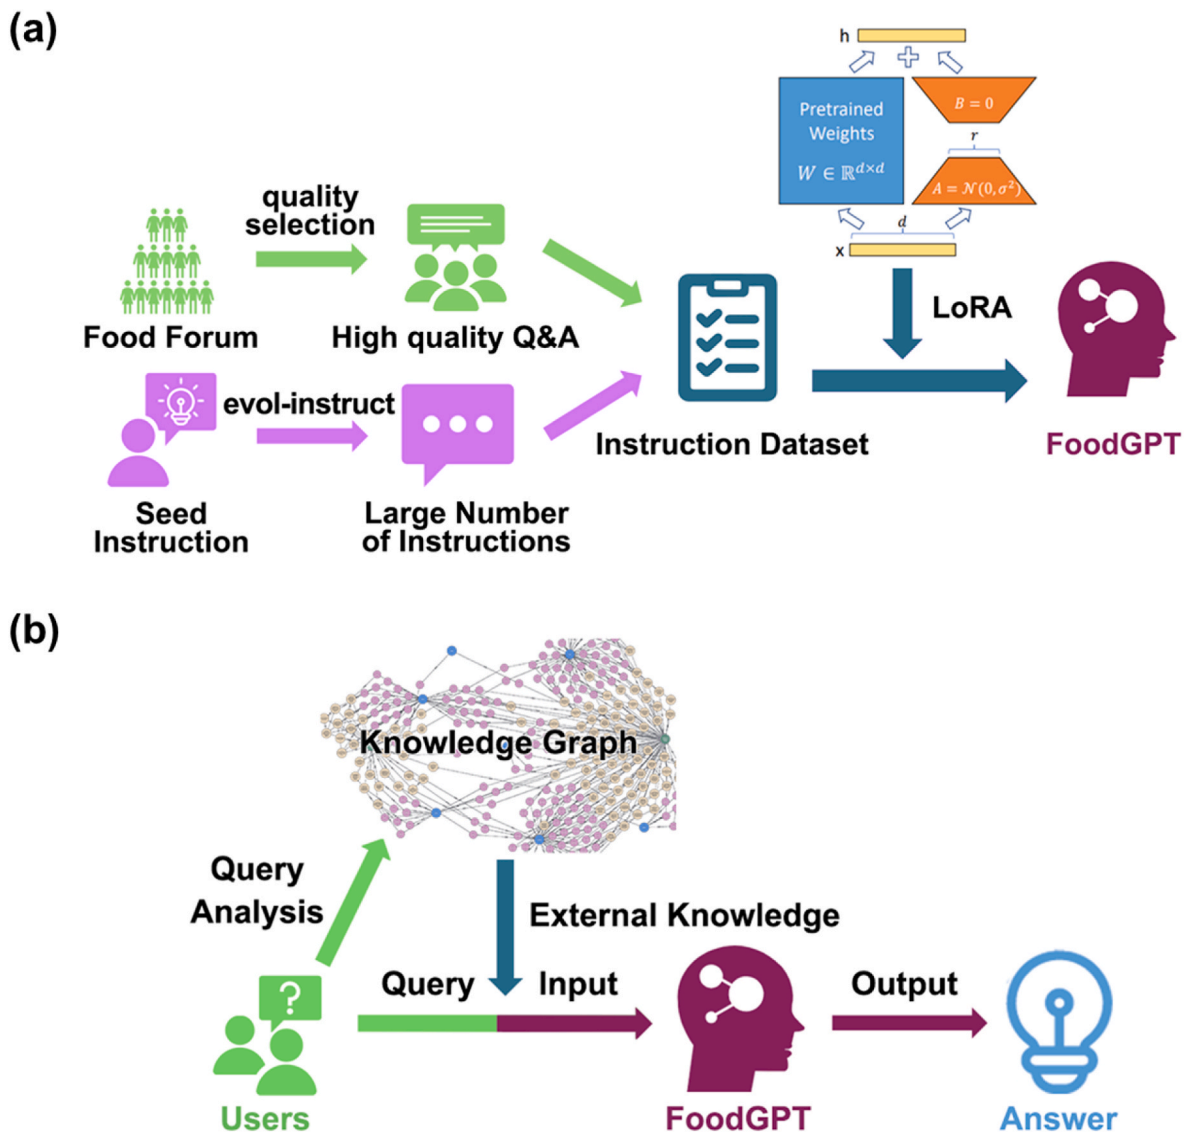 (a)
h
Pretrained
Weights
W ∈ ℝ^{d×d}
B = 0
r
A = 𝒩(0, σ²)
d
x
quality
selection
Food Forum
High quality Q&A
LoRA
evol-instruct
Seed
Instruction
Large Number
of Instructions
Instruction Dataset
FoodGPT
(b)
Knowledge Graph
Query
Analysis
External Knowledge
?
Query
Input
Output
Users
FoodGPT
Answer